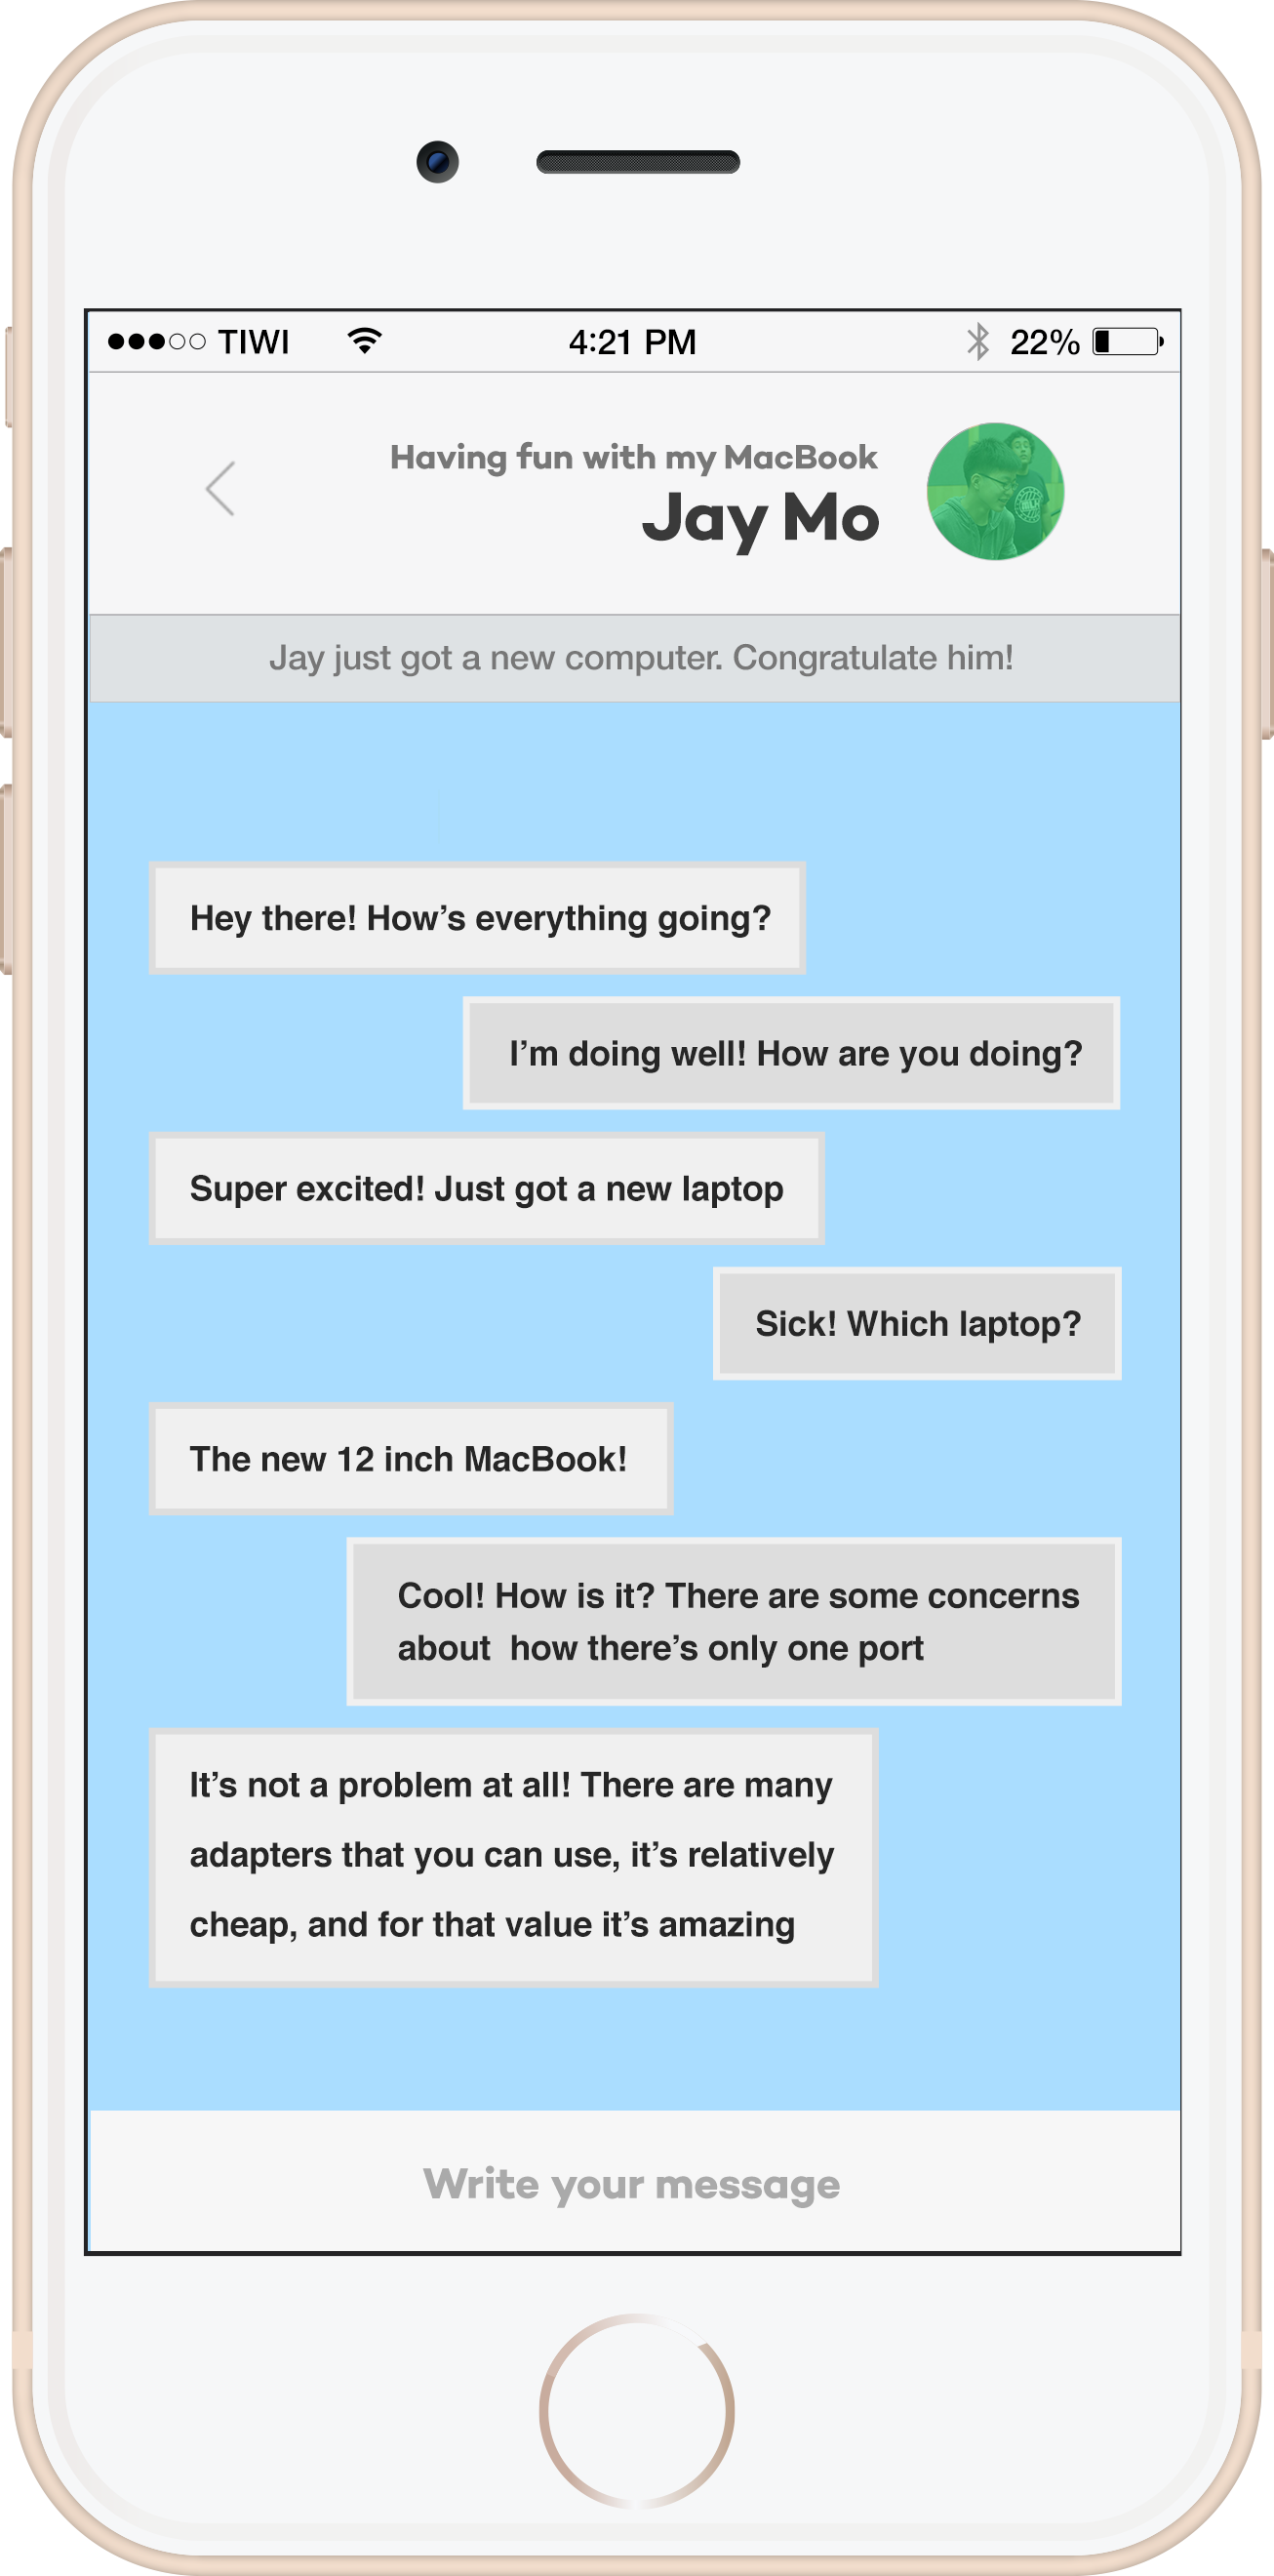 TIWI 4:21 PM 22%
Having fun with my MacBook
Jay Mo
Jay just got a new computer. Congratulate him!
Hey there! How’s everything going?
I’m doing well! How are you doing?
Super excited! Just got a new laptop
Sick! Which laptop?
The new 12 inch MacBook!
Cool! How is it? There are some concerns
about  how there’s only one port
It’s not a problem at all! There are many
adapters that you can use, it’s relatively
cheap, and for that value it’s amazing
Write your message